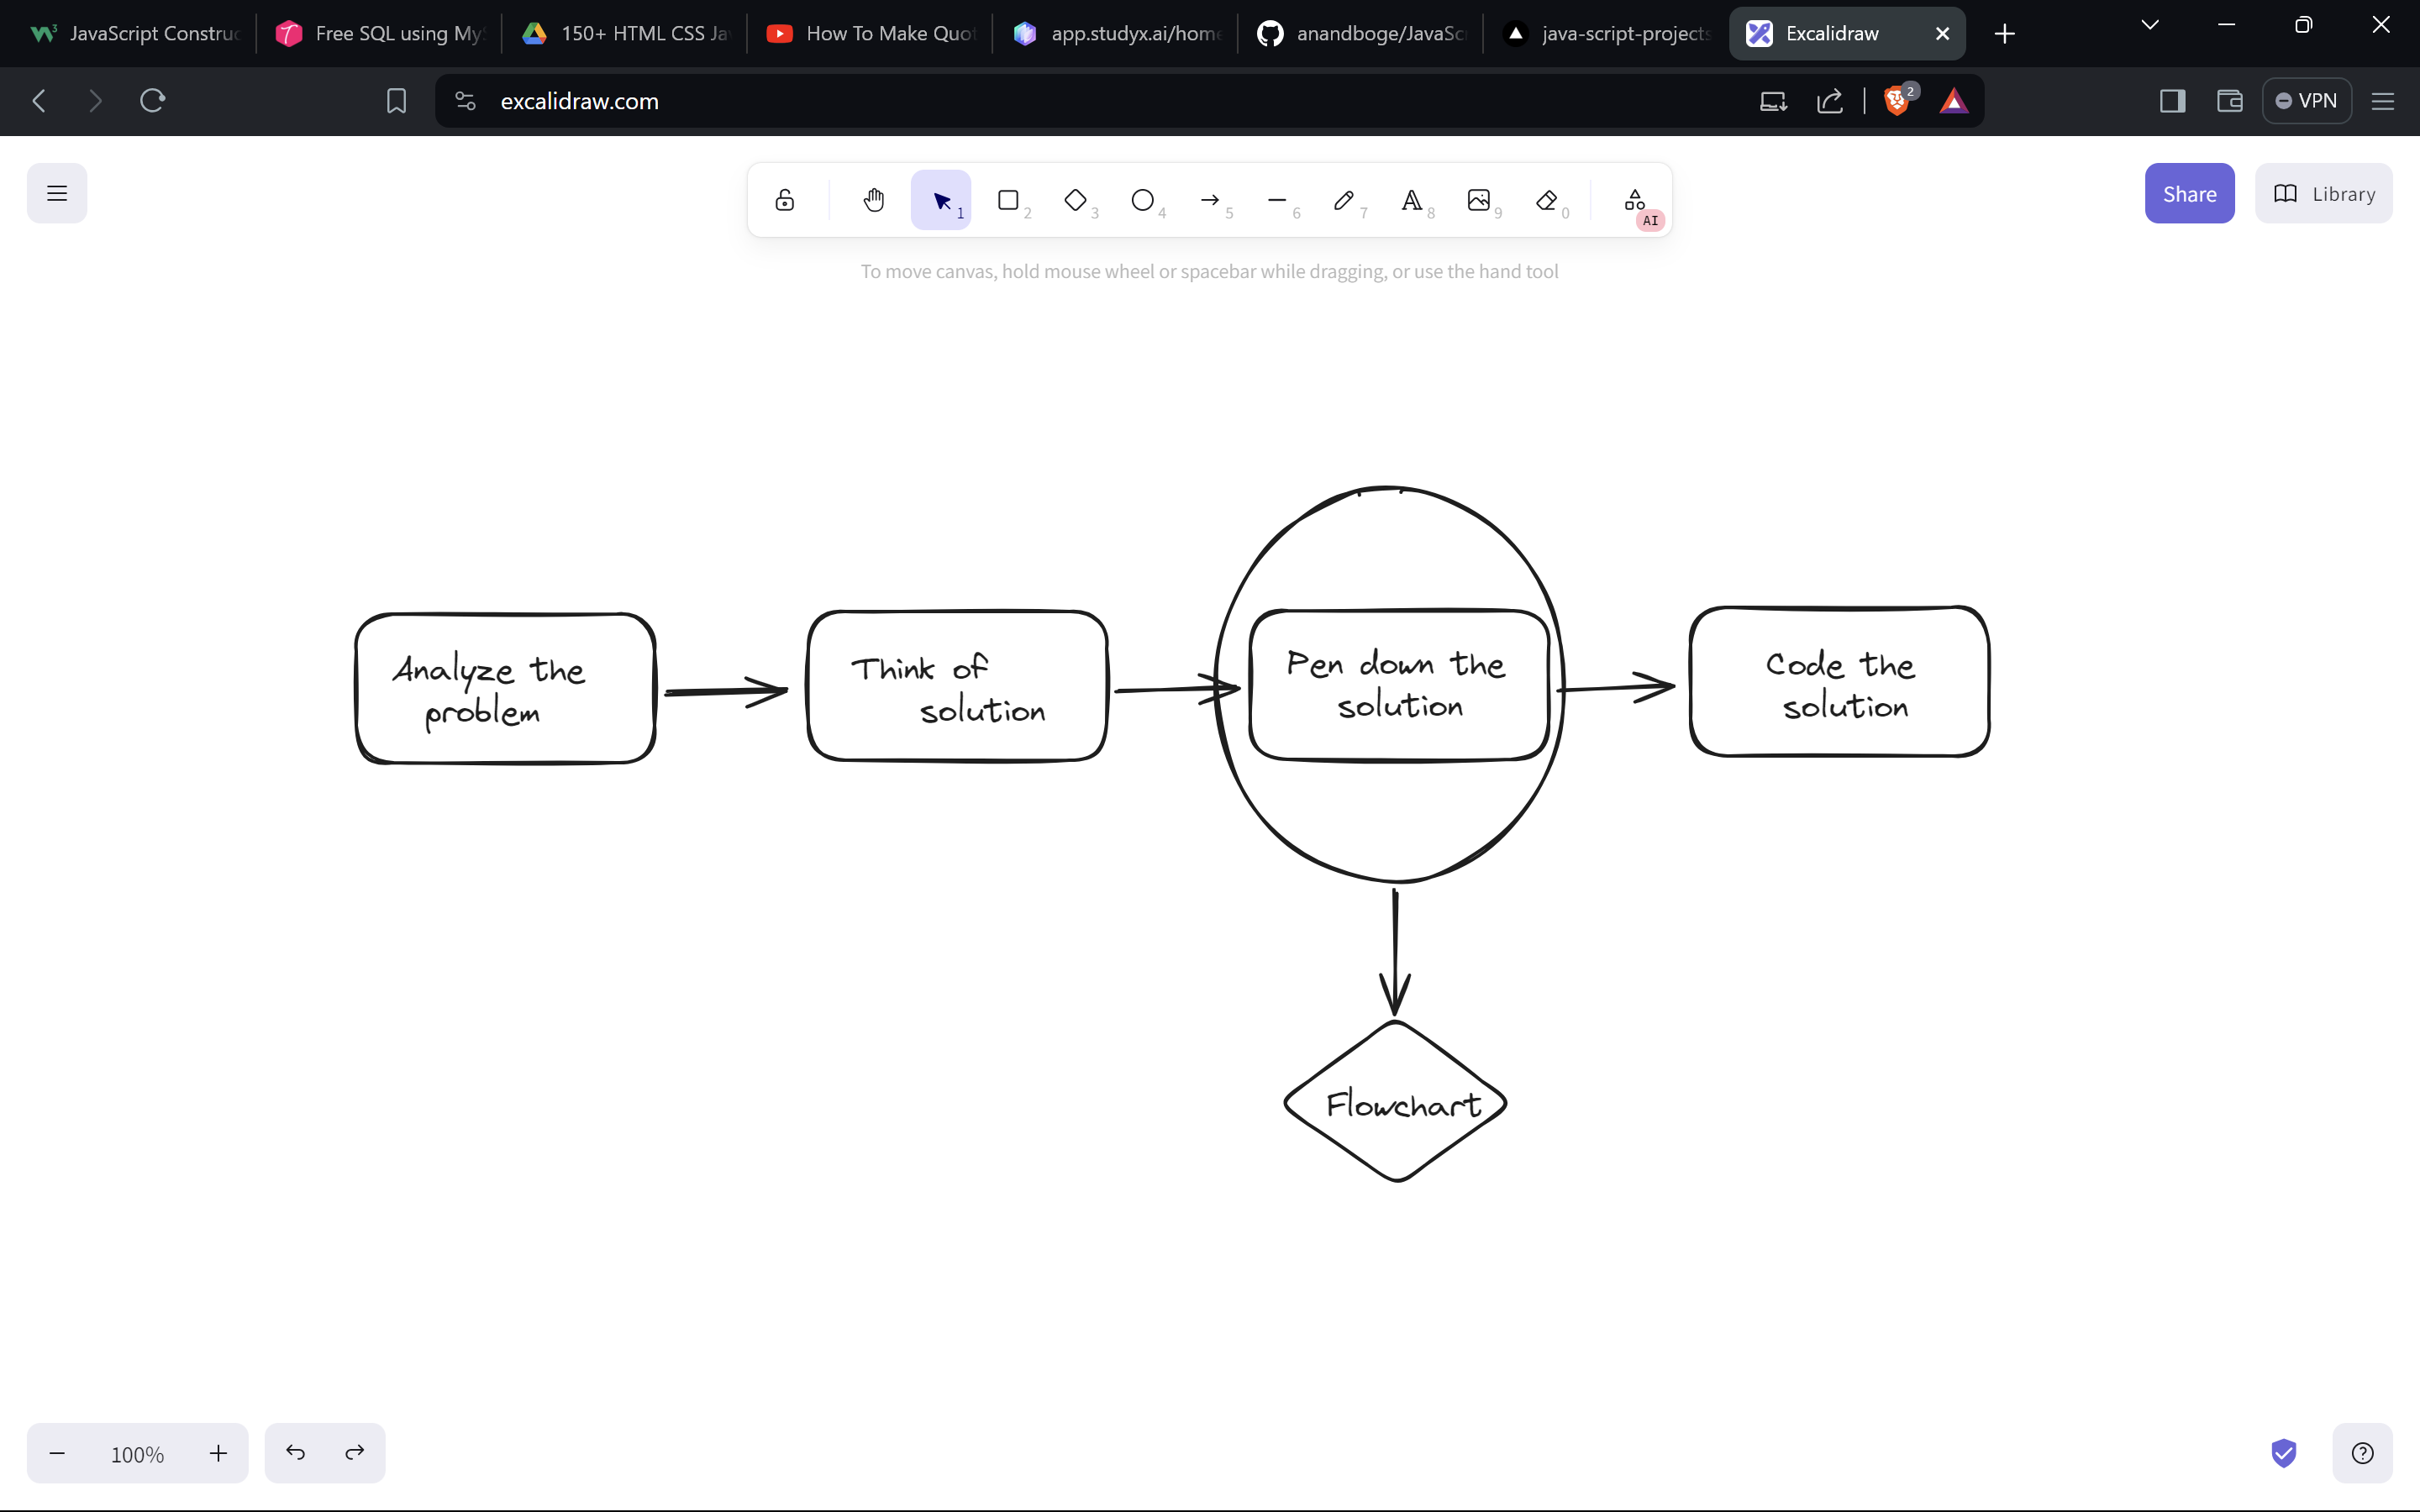 JavaScript Construc
Free SQL using My
150+ HTML CSS Ja
How To Make Quot
app.studyx.ai/home
anandboge/JavaSc
java-script-projects
Excalidraw
excalidraw.com
2
VPN
1
2
3
4
5
6
7
8
9
0
AI
Share
Library
To move canvas, hold mouse wheel or spacebar while dragging, or use the hand tool
Analyze the
problem
Think of
solution
Pen down the
solution
Code the
solution
Flowchart
100%